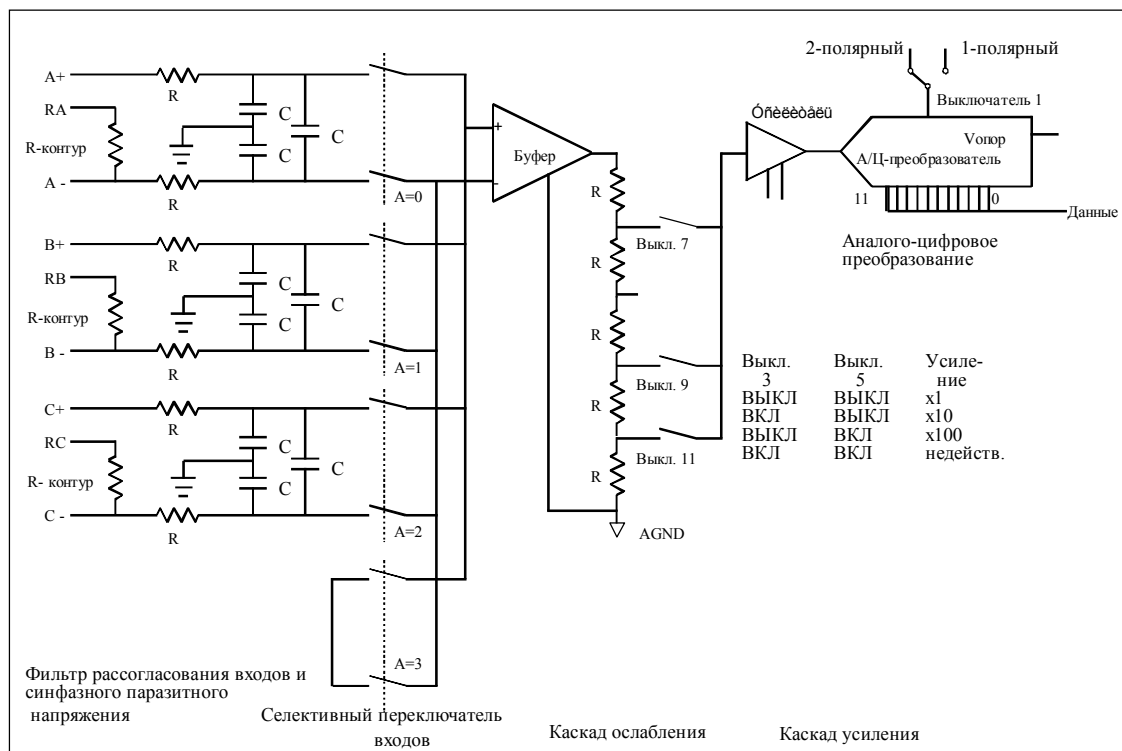 2-полярный 1-полярный
A+
R
RA
R-контур
C
C
C
A -
R
A=0
+
-
Буфер
R
Óñèëèòåëü
Выключатель 1
Vопор
А/Ц-преобразователь
11
0
Данные
Аналого-цифровое
преобразование
B+
R
RB
R-контур
C
C
C
B -
R
A=1
Выкл. 7
R
R
Выкл. 9
R
Выкл. 11
R
AGND
Выкл. Выкл. Усиле-
3 5 ние
ВЫКЛ ВЫКЛ x1
ВКЛ ВЫКЛ x10
ВЫКЛ ВКЛ x100
ВКЛ ВКЛ недейств.
C+
R
RC
R- контур
C
C
C
C -
R
A=2
A=3
Фильтр рассогласования входов и
синфазного паразитного
напряжения
Селективный переключатель
входов
Каскад ослабления
Каскад усиления